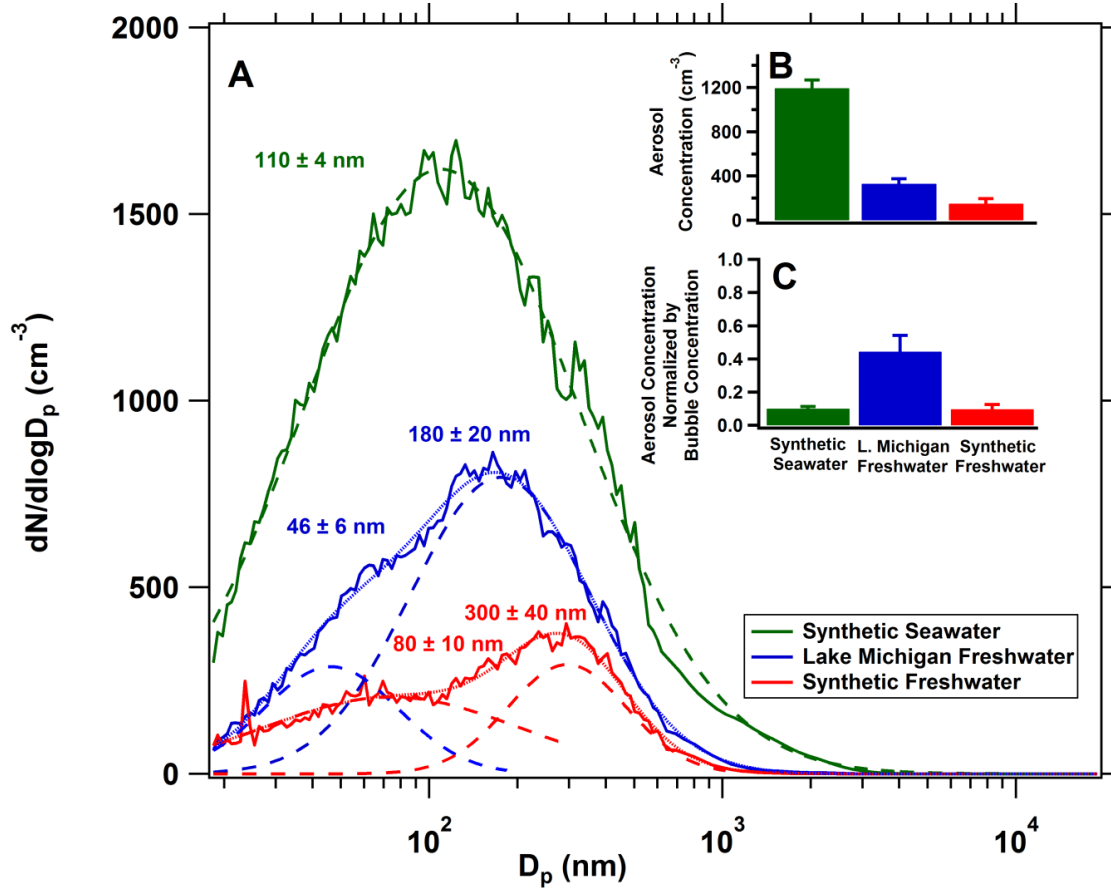 2000
1500
1000
500
0
dN/dlogDp (cm-3)
10²
10³
10⁴
Dp (nm)
A
110 ± 4 nm
180 ± 20 nm
46 ± 6 nm
300 ± 40 nm
80 ± 10 nm
B
Aerosol
Concentration (cm-3)
1200
800
400
0
C
Aerosol Concentration
Normalized by
Bubble Concentration
1.0
0.8
0.6
0.4
0.2
0.0
Synthetic
Seawater
L. Michigan
Freshwater
Synthetic
Freshwater
Synthetic Seawater
Lake Michigan Freshwater
Synthetic Freshwater